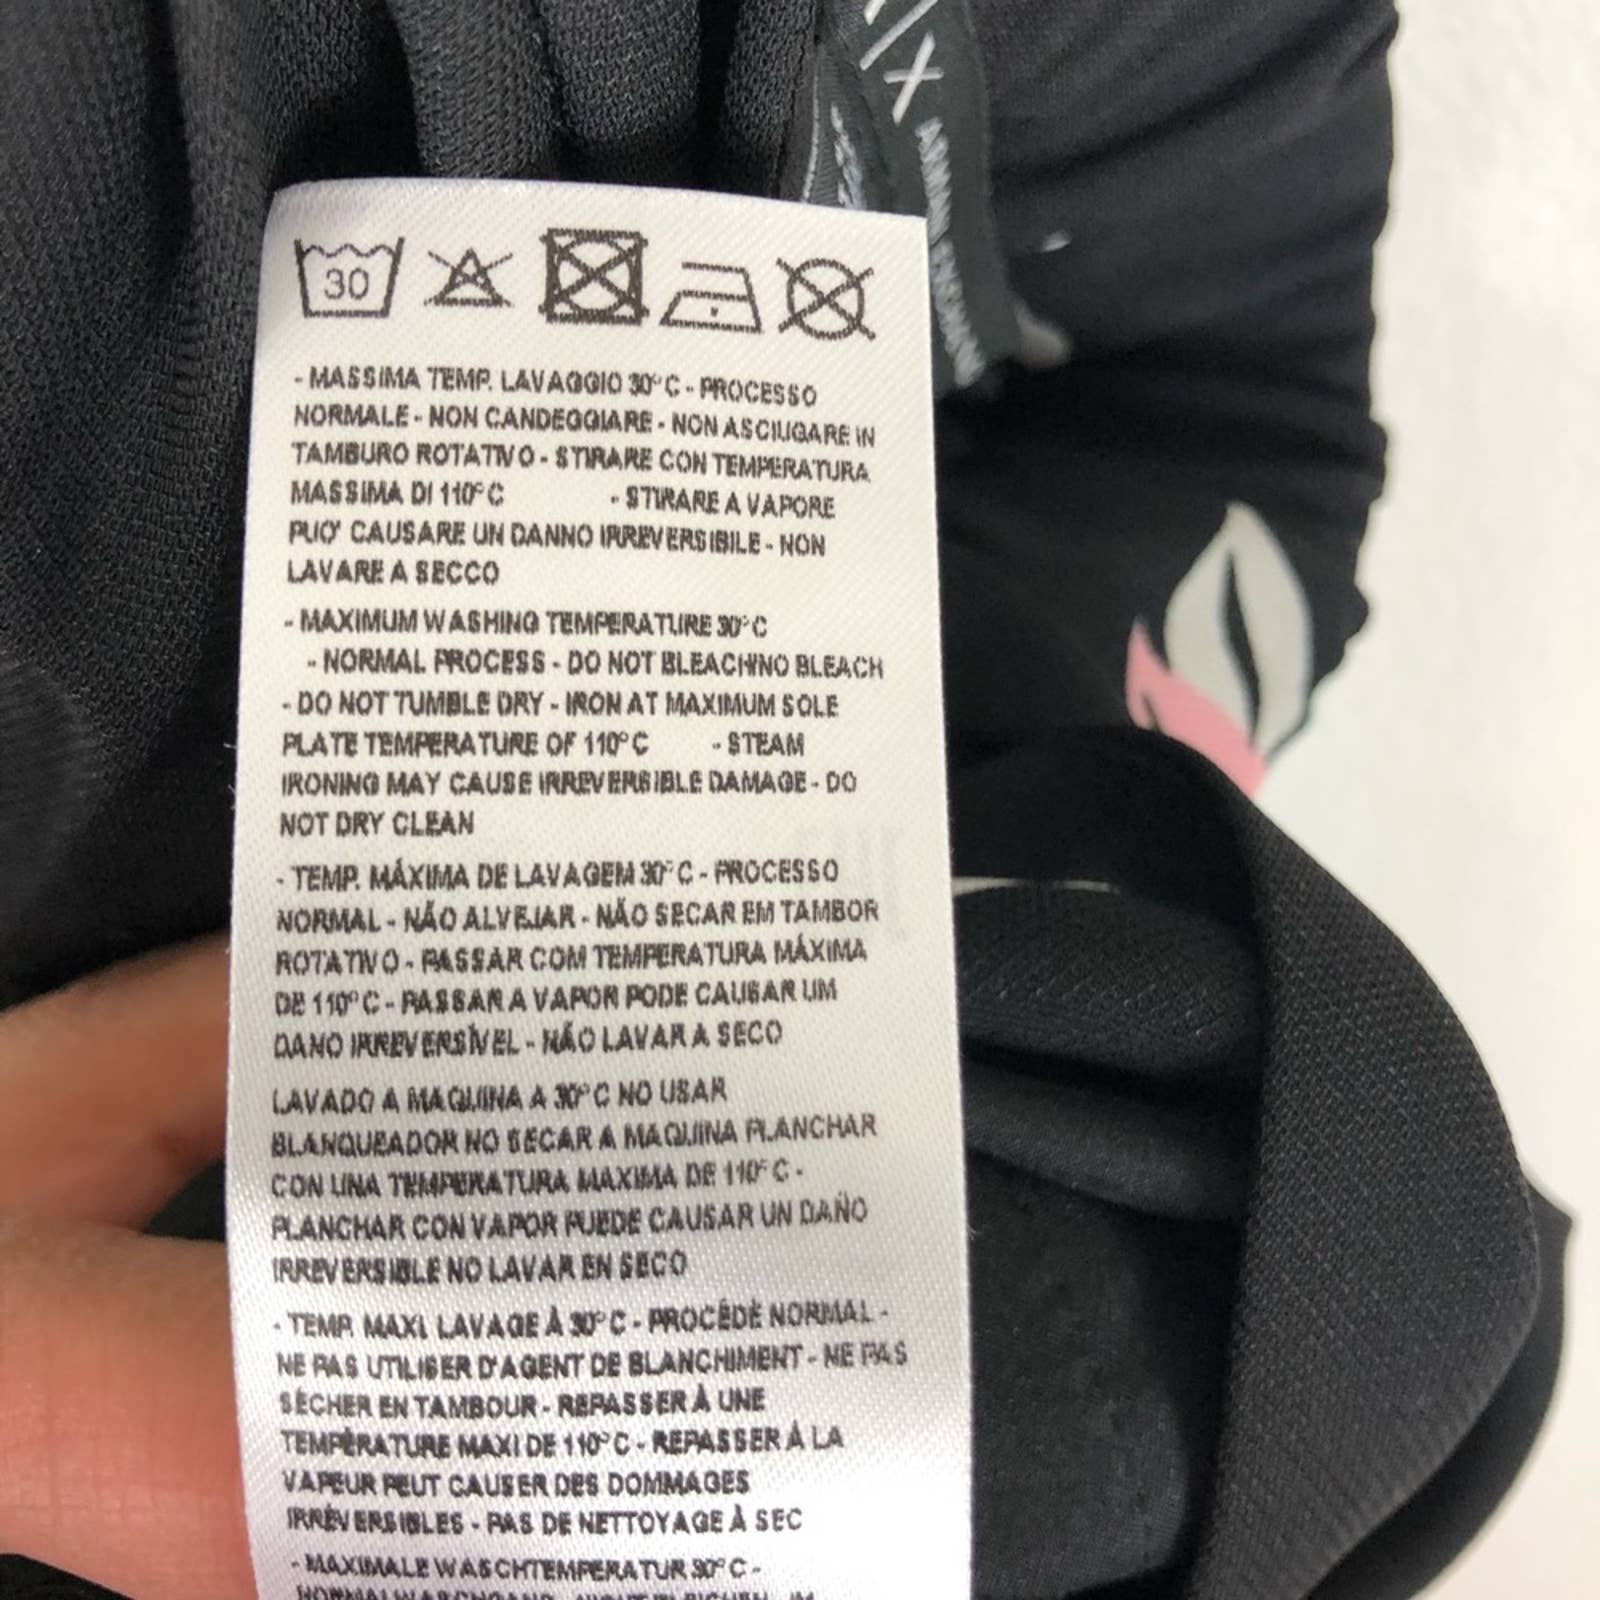 /X
ARMANI EXCHANGE
30
- MASSIMA TEMP. LAVAGGIO 30°C - PROCESSO
NORMALE - NON CANDEGGIARE - NON ASCIUGARE IN
TAMBURO ROTATIVO - STIRARE CON TEMPERATURA
MASSIMA DI 110°C - STIRARE A VAPORE
PUO' CAUSARE UN DANNO IRREVERSIBILE - NON
LAVARE A SECCO
- MAXIMUM WASHING TEMPERATURE 30°C
- NORMAL PROCESS - DO NOT BLEACH/NO BLEACH
- DO NOT TUMBLE DRY - IRON AT MAXIMUM SOLE
PLATE TEMPERATURE OF 110°C - STEAM
IRONING MAY CAUSE IRREVERSIBLE DAMAGE - DO
NOT DRY CLEAN
- TEMP. MÁXIMA DE LAVAGEM 30°C - PROCESSO
NORMAL - NÃO ALVEJAR - NÃO SECAR EM TAMBOR
ROTATIVO - PASSAR COM TEMPERATURA MÁXIMA
DE 110°C - PASSAR A VAPOR PODE CAUSAR UM
DANO IRREVERSÍVEL - NÃO LAVAR A SECO
LAVADO A MAQUINA A 30°C NO USAR
BLANQUEADOR NO SECAR A MAQUINA PLANCHAR
CON UNA TEMPERATURA MAXIMA DE 110°C -
PLANCHAR CON VAPOR PUEDE CAUSAR UN DAÑO
IRREVERSIBLE NO LAVAR EN SECO
- TEMP. MAXI. LAVAGE À 30°C - PROCÉDÉ NORMAL -
NE PAS UTILISER D'AGENT DE BLANCHIMENT - NE PAS
SÉCHER EN TAMBOUR - REPASSER À UNE
TEMPÉRATURE MAXI DE 110°C - REPASSER À LA
VAPEUR PEUT CAUSER DES DOMMAGES
IRRÉVERSIBLES - PAS DE NETTOYAGE À SEC
- MAXIMALE WASCHTEMPERATUR 30°C -
NORMALWASCHGANG - NICHT BLEICHEN - IM